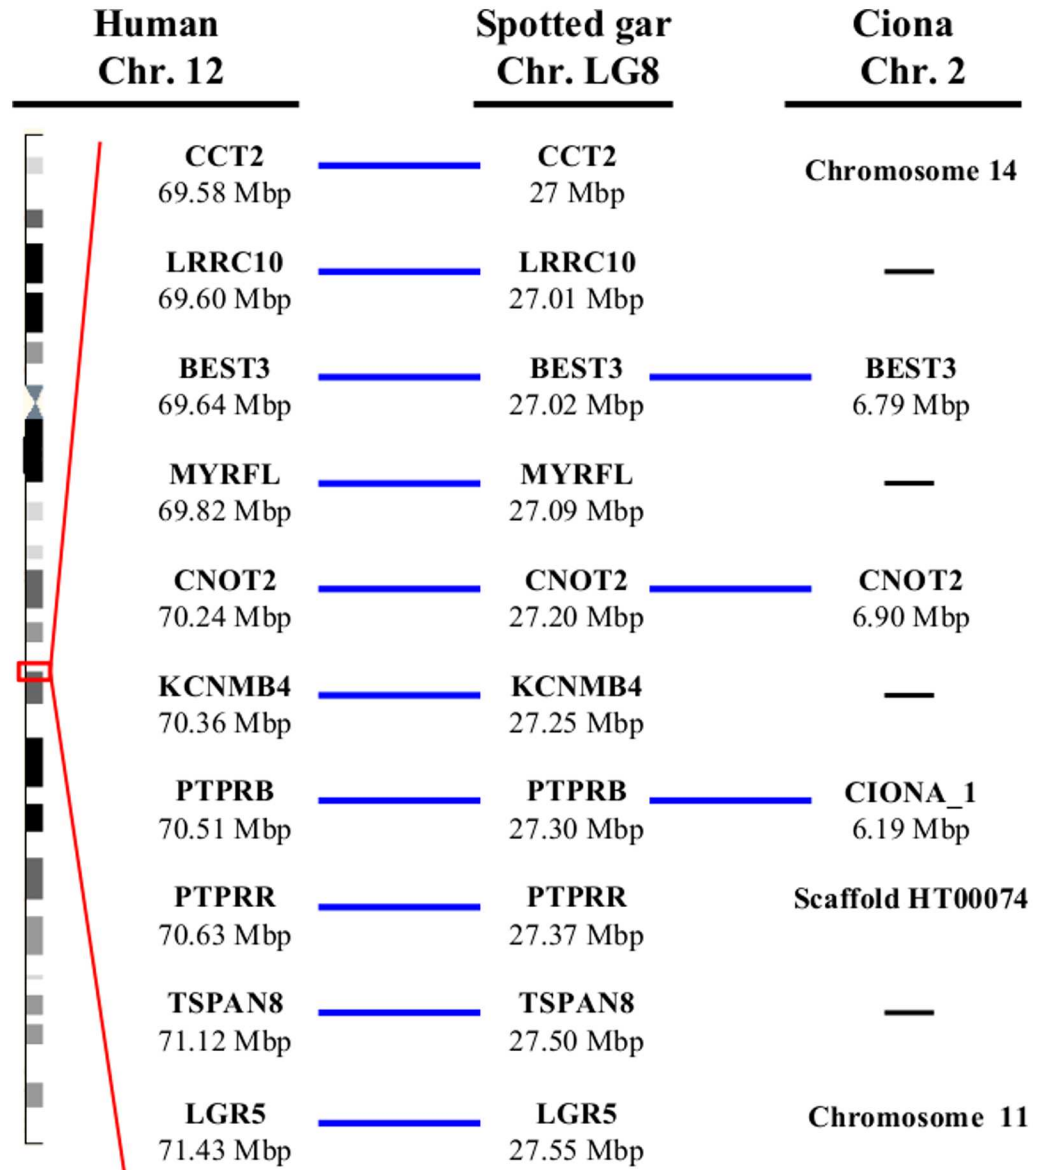 Human Spotted gar Ciona
Chr. 12 Chr. LG8 Chr. 2
CCT2 CCT2 Chromosome 14
69.58 Mbp 27 Mbp
LRRC10 LRRC10 —
69.60 Mbp 27.01 Mbp
BEST3 BEST3 BEST3
69.64 Mbp 27.02 Mbp 6.79 Mbp
MYRFL MYRFL —
69.82 Mbp 27.09 Mbp
CNOT2 CNOT2 CNOT2
70.24 Mbp 27.20 Mbp 6.90 Mbp
KCNMB4 KCNMB4 —
70.36 Mbp 27.25 Mbp
PTPRB PTPRB CIONA_1
70.51 Mbp 27.30 Mbp 6.19 Mbp
PTPRR PTPRR Scaffold HT00074
70.63 Mbp 27.37 Mbp
TSPAN8 TSPAN8 —
71.12 Mbp 27.50 Mbp
LGR5 LGR5 Chromosome 11
71.43 Mbp 27.55 Mbp